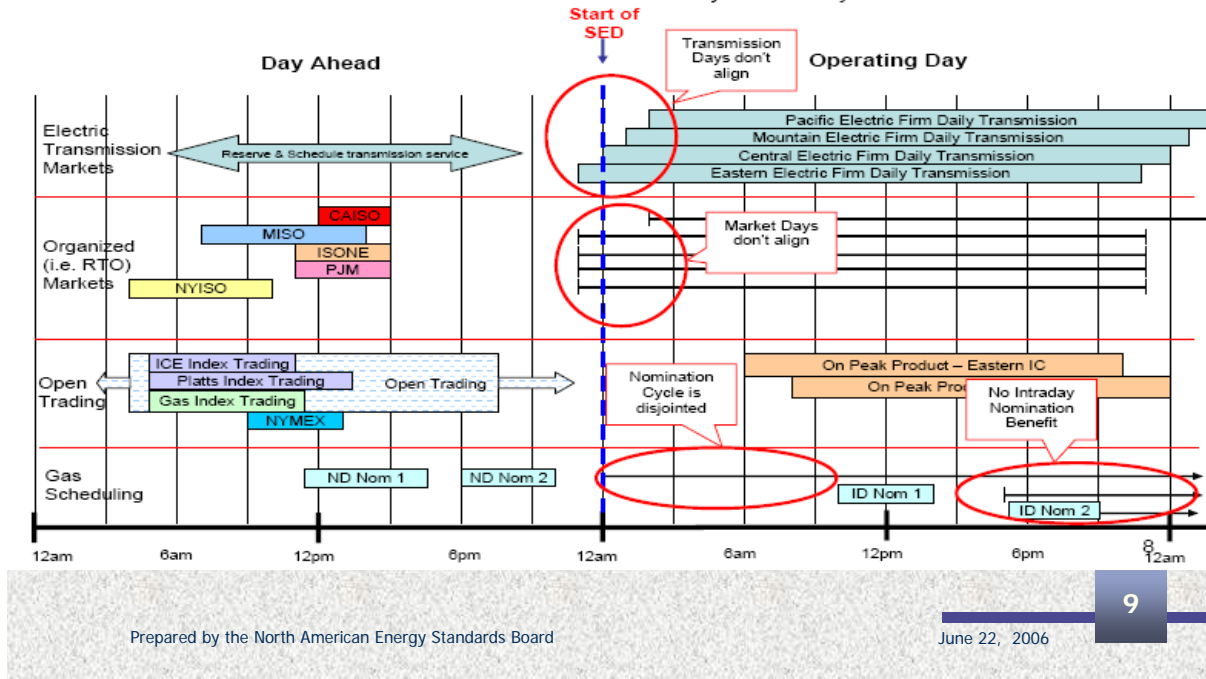 Start of
SED
Day Ahead
Operating Day
Transmission
Days don't
align
Electric
Transmission
Markets
Reserve & Schedule transmission service
Pacific Electric Firm Daily Transmission
Mountain Electric Firm Daily Transmission
Central Electric Firm Daily Transmission
Eastern Electric Firm Daily Transmission
Organized
(i.e. RTO)
Markets
CAISO
MISO
ISONE
PJM
NYISO
Market Days
don't align
Open
Trading
ICE Index Trading
Platts Index Trading
Gas Index Trading
NYMEX
Open Trading
Nomination
Cycle is
disjointed
On Peak Product – Eastern IC
On Peak
No Intraday
Nomination
Benefit
Gas
Scheduling
ND Nom 1
ND Nom 2
ID Nom 1
ID Nom 2
12am
6am
12pm
6pm
12am
6am
12pm
6pm
8
12am
9
Prepared by the North American Energy Standards Board
June 22, 2006